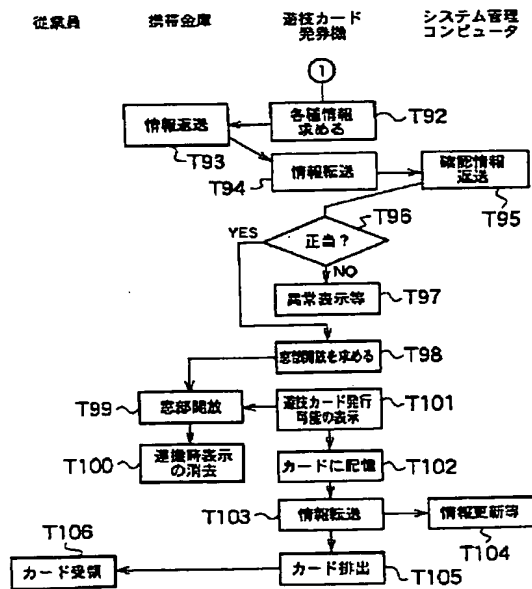 従業員
携帯金庫
遊技カード
発券機
システム管理
コンピュータ
1
情報返送
各種情報
求める
T92
T93
T94
情報転送
確認情報
返送
T95
T96
YES
正当?
NO
異常表示等
T97
窓部開放を求める
T98
T99
窓部開放
遊技カード発行
可能の表示
T101
T100
運搬時表示
の消去
カードに記憶
T102
T103
情報転送
情報更新等
T104
T106
カード受領
カード排出
T105